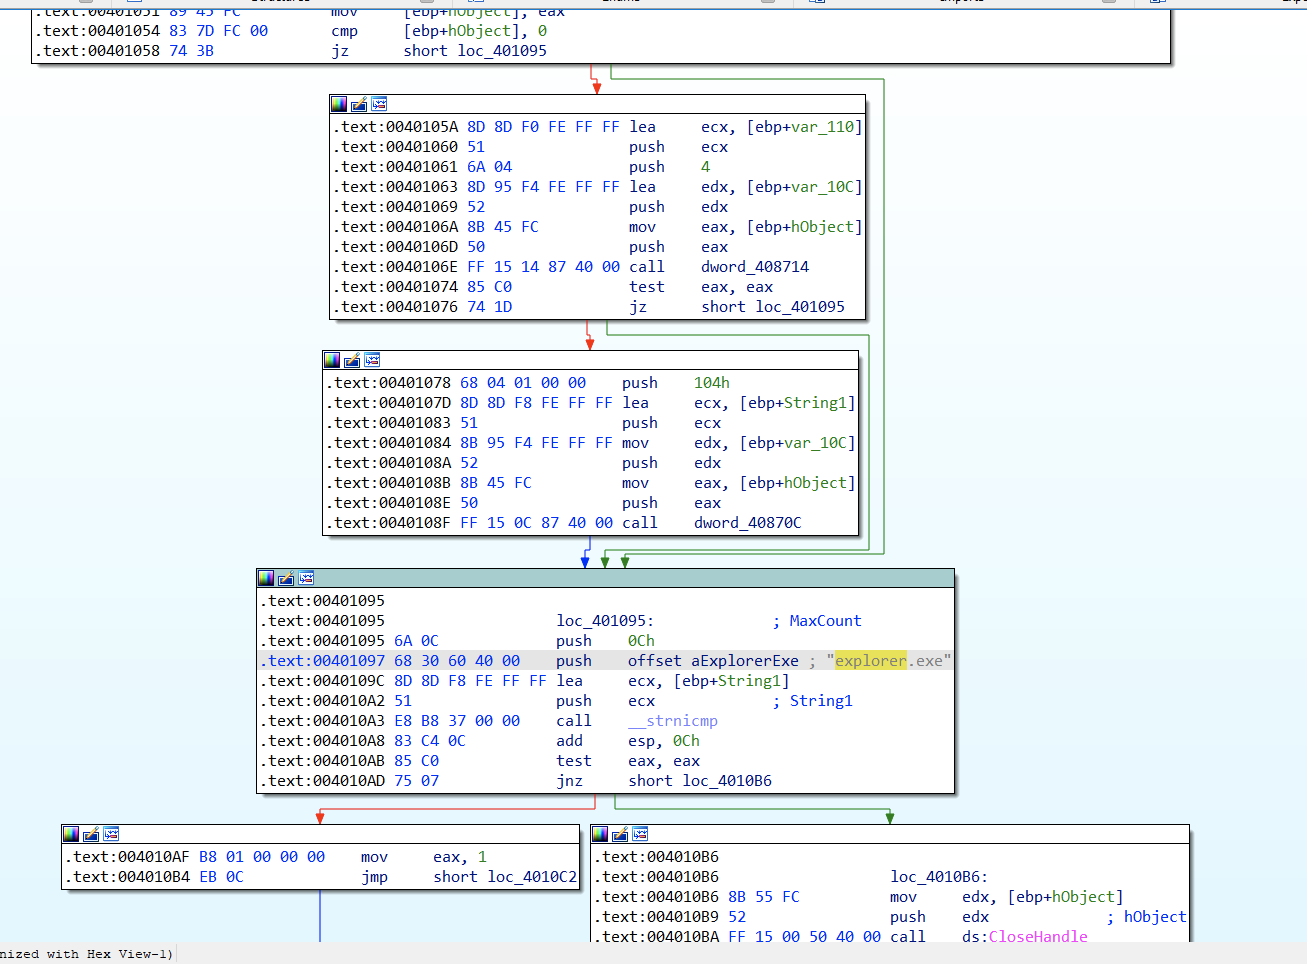 .text:00401051 89 45 FC mov [ebp+hObject], eax
.text:00401054 83 7D FC 00 cmp [ebp+hObject], 0
.text:00401058 74 3B jz short loc_401095
.text:0040105A 8D 8D F0 FE FF FF lea ecx, [ebp+var_110]
.text:00401060 51 push ecx
.text:00401061 6A 04 push 4
.text:00401063 8D 95 F4 FE FF FF lea edx, [ebp+var_10C]
.text:00401069 52 push edx
.text:0040106A 8B 45 FC mov eax, [ebp+hObject]
.text:0040106D 50 push eax
.text:0040106E FF 15 14 87 40 00 call dword_408714
.text:00401074 85 C0 test eax, eax
.text:00401076 74 1D jz short loc_401095
.text:00401078 68 04 01 00 00 push 104h
.text:0040107D 8D 8D F8 FE FF FF lea ecx, [ebp+String1]
.text:00401083 51 push ecx
.text:00401084 8B 95 F4 FE FF FF mov edx, [ebp+var_10C]
.text:0040108A 52 push edx
.text:0040108B 8B 45 FC mov eax, [ebp+hObject]
.text:0040108E 50 push eax
.text:0040108F FF 15 0C 87 40 00 call dword_40870C
.text:00401095
.text:00401095 loc_401095: ; MaxCount
.text:00401095 6A 0C push 0Ch
.text:00401097 68 30 60 40 00 push offset aExplorerExe ; "explorer.exe"
.text:0040109C 8D 8D F8 FE FF FF lea ecx, [ebp+String1]
.text:004010A2 51 push ecx ; String1
.text:004010A3 E8 B8 37 00 00 call __strnicmp
.text:004010A8 83 C4 0C add esp, 0Ch
.text:004010AB 85 C0 test eax, eax
.text:004010AD 75 07 jnz short loc_4010B6
.text:004010AF B8 01 00 00 00 mov eax, 1
.text:004010B4 EB 0C jmp short loc_4010C2
.text:004010B6
.text:004010B6 loc_4010B6:
.text:004010B6 8B 55 FC mov edx, [ebp+hObject]
.text:004010B9 52 push edx ; hObject
.text:004010BA FF 15 00 50 40 00 call ds:CloseHandle
nized with Hex View-1)